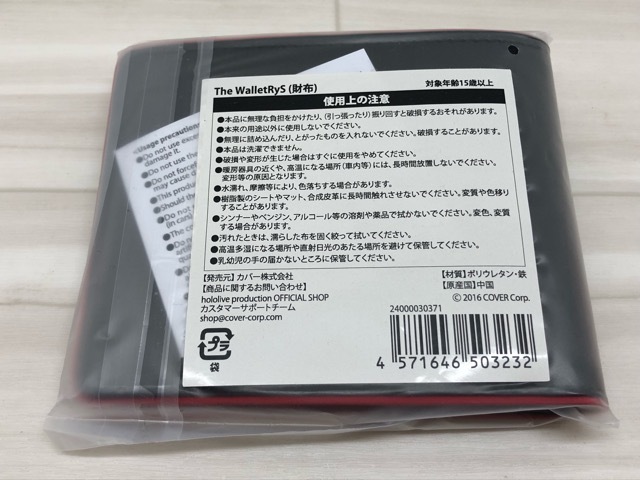 The WalletRyS (財布)
対象年齢15歳以上
使用上の注意
●本品に無理な負担をかけたり、(引っ張ったり)振り回すと破損するおそれがあります。
●本来の用途以外に使用しないでください。
●無理に詰め込んだり、とがったものを入れないでください。破損することがあります。
●本品は洗濯できません。
●破損や変形が生じた場合はすぐに使用をやめてください。
●暖房器具の近くや、高温になる場所(車内等)には、長時間放置しないでください。
変形等の原因となります。
●水濡れ、摩擦等により、色落ちする場合があります。
●樹脂製のシートやマット、合成皮革に長時間触れさせないでください。変質や色移り
することがあります。
●シンナーやベンジン、アルコール等の溶剤や薬品で拭かないでください。変色、変質
する場合があります。
●汚れたときは、濡らした布を固く絞って拭いてください。
●高温多湿になる場所や直射日光のあたる場所を避けて保管してください。
●乳幼児の手の届かないところに保管してください。
【発売元】カバー株式会社
【商品に関するお問い合わせ】
hololive production OFFICIAL SHOP
カスタマーサポートチーム
shop@cover-corp.com
【材質】ポリウレタン・鉄
【原産国】中国
© 2016 COVER Corp.
プラ
袋
24000030371
4 571646 503232
<Usage precaution
●Do not use exce
damage it.
●Do not use the
●Do not forcef
may cause d
●This produ
●Should th
●Do not
(in cars
●The co
●Do not